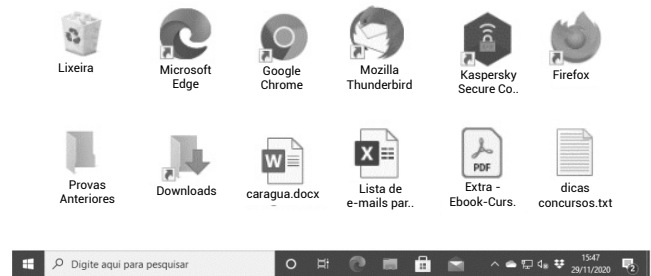 Lixeira
Microsoft
Edge
Google
Chrome
Mozilla
Thunderbird
Kaspersky
Secure Co..
Firefox
Provas
Anteriores
Downloads
W
caragua.docx
X
Lista de
e-mails par..
PDF
Extra -
Ebook-Curs.
dicas
concursos.txt
Digite aqui para pesquisar
15:47
29/11/2020
2